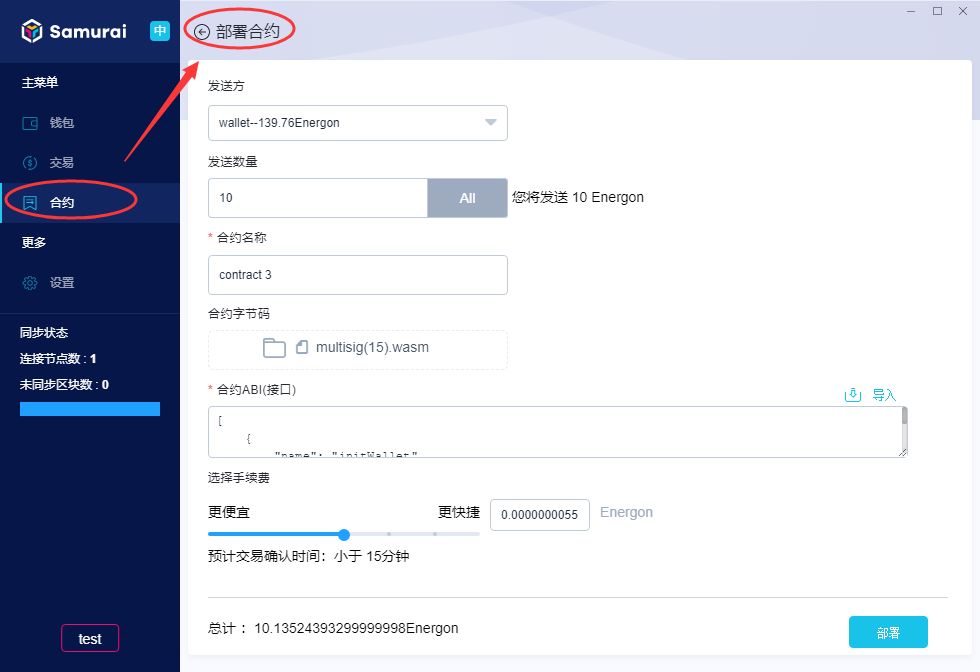 Samurai
中
部署合约
主菜单
钱包
交易
合约
更多
设置
同步状态
连接节点数 : 1
未同步区块数 : 0
test
发送方
wallet--139.76Energon
发送数量
10
All
您将发送 10 Energon
* 合约名称
contract 3
合约字节码
multisig(15).wasm
* 合约ABI(接口)
导入
[
{
"name": "initWallet"
选择手续费
更便宜
更快捷
0.0000000055
Energon
预计交易确认时间：小于 15分钟
总计 ：10.13524393299999998Energon
部署